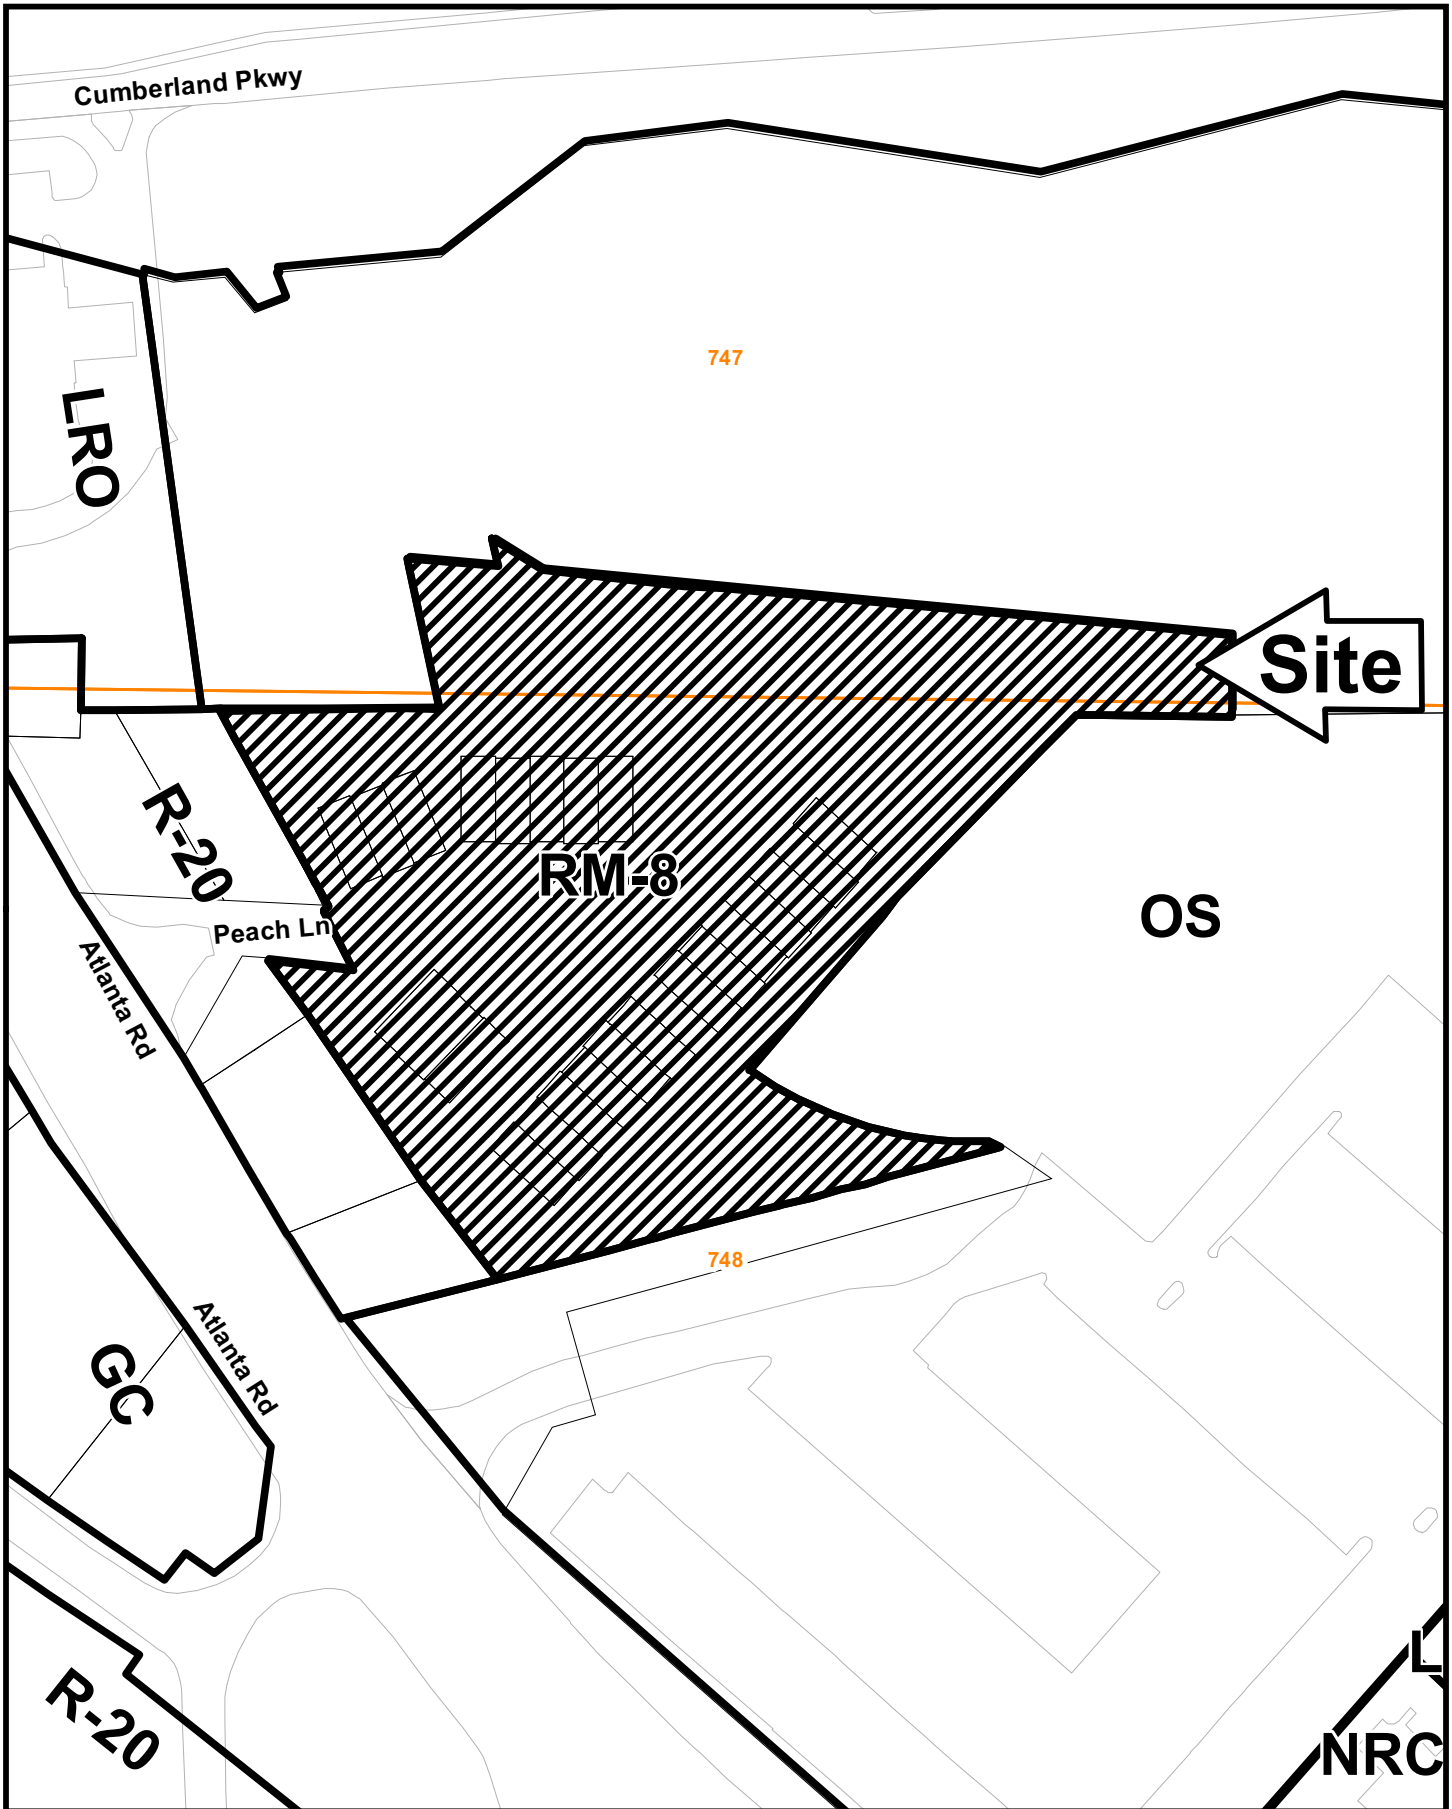 Cumberland Pkwy
747
LRO
Site
R-20
RM-8
OS
Peach Ln
Atlanta Rd
748
Atlanta Rd
GC
L
R-20
NRC